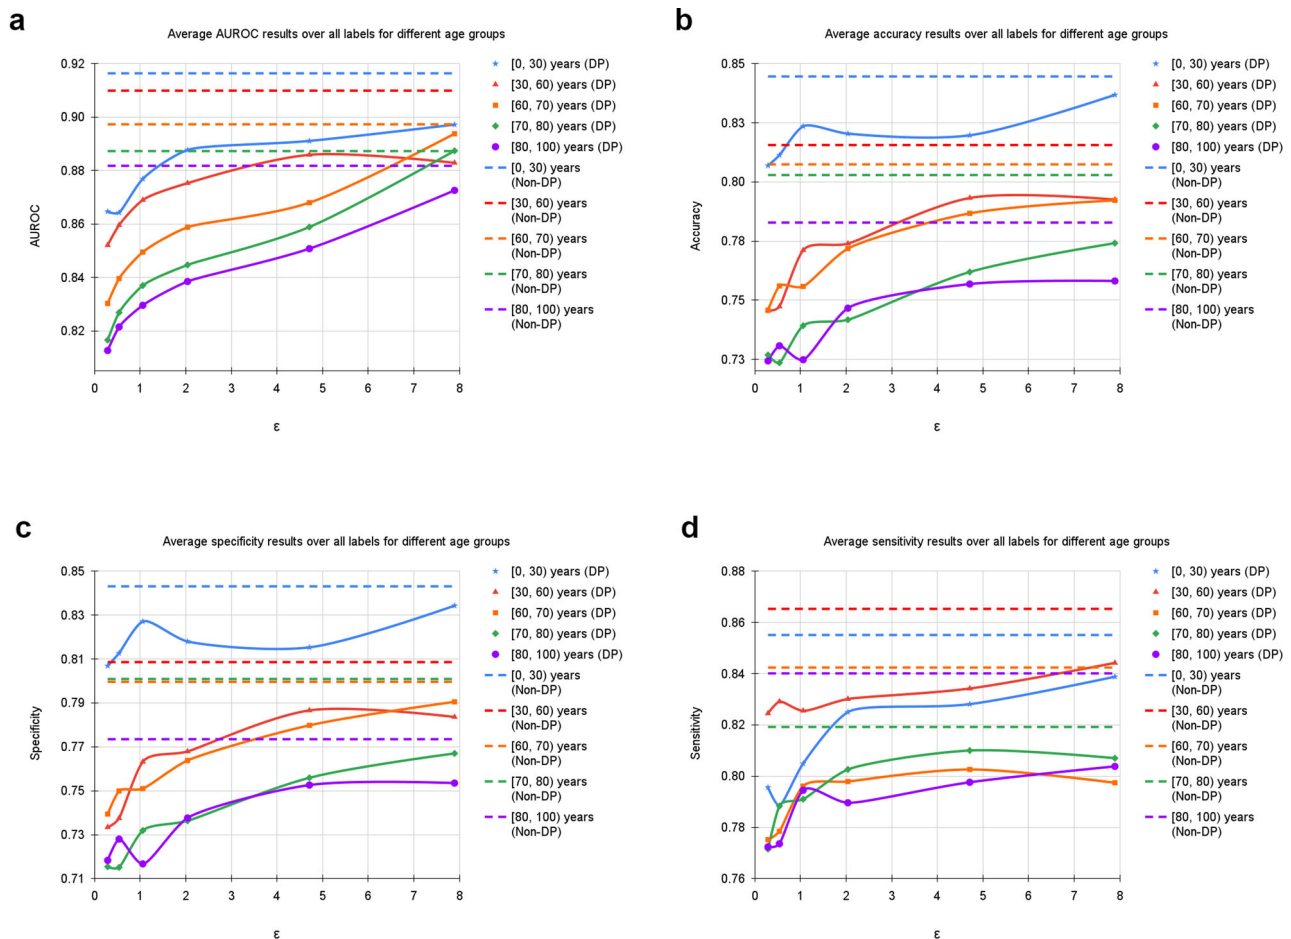 a
Average AUROC results over all labels for different age groups
0.92
0.90
0.88
0.86
0.84
0.82
AUROC
0
1
2
3
4
5
6
7
8
ε
[0, 30) years (DP)
[30, 60) years (DP)
[60, 70) years (DP)
[70, 80) years (DP)
[80, 100) years (DP)
[0, 30) years
(Non-DP)
[30, 60) years
(Non-DP)
[60, 70) years
(Non-DP)
[70, 80) years
(Non-DP)
[80, 100) years
(Non-DP)
b
Average accuracy results over all labels for different age groups
0.85
0.83
0.80
0.78
0.75
0.73
Accuracy
0
1
2
3
4
5
6
7
8
ε
[0, 30) years (DP)
[30, 60) years (DP)
[60, 70) years (DP)
[70, 80) years (DP)
[80, 100) years (DP)
[0, 30) years
(Non-DP)
[30, 60) years
(Non-DP)
[60, 70) years
(Non-DP)
[70, 80) years
(Non-DP)
[80, 100) years
(Non-DP)
c
Average specificity results over all labels for different age groups
0.85
0.83
0.81
0.79
0.77
0.75
0.73
0.71
Specificity
0
1
2
3
4
5
6
7
8
ε
[0, 30) years (DP)
[30, 60) years (DP)
[60, 70) years (DP)
[70, 80) years (DP)
[80, 100) years (DP)
[0, 30) years
(Non-DP)
[30, 60) years
(Non-DP)
[60, 70) years
(Non-DP)
[70, 80) years
(Non-DP)
[80, 100) years
(Non-DP)
d
Average sensitivity results over all labels for different age groups
0.88
0.86
0.84
0.82
0.80
0.78
0.76
Sensitivity
0
1
2
3
4
5
6
7
8
ε
[0, 30) years (DP)
[30, 60) years (DP)
[60, 70) years (DP)
[70, 80) years (DP)
[80, 100) years (DP)
[0, 30) years
(Non-DP)
[30, 60) years
(Non-DP)
[60, 70) years
(Non-DP)
[70, 80) years
(Non-DP)
[80, 100) years
(Non-DP)